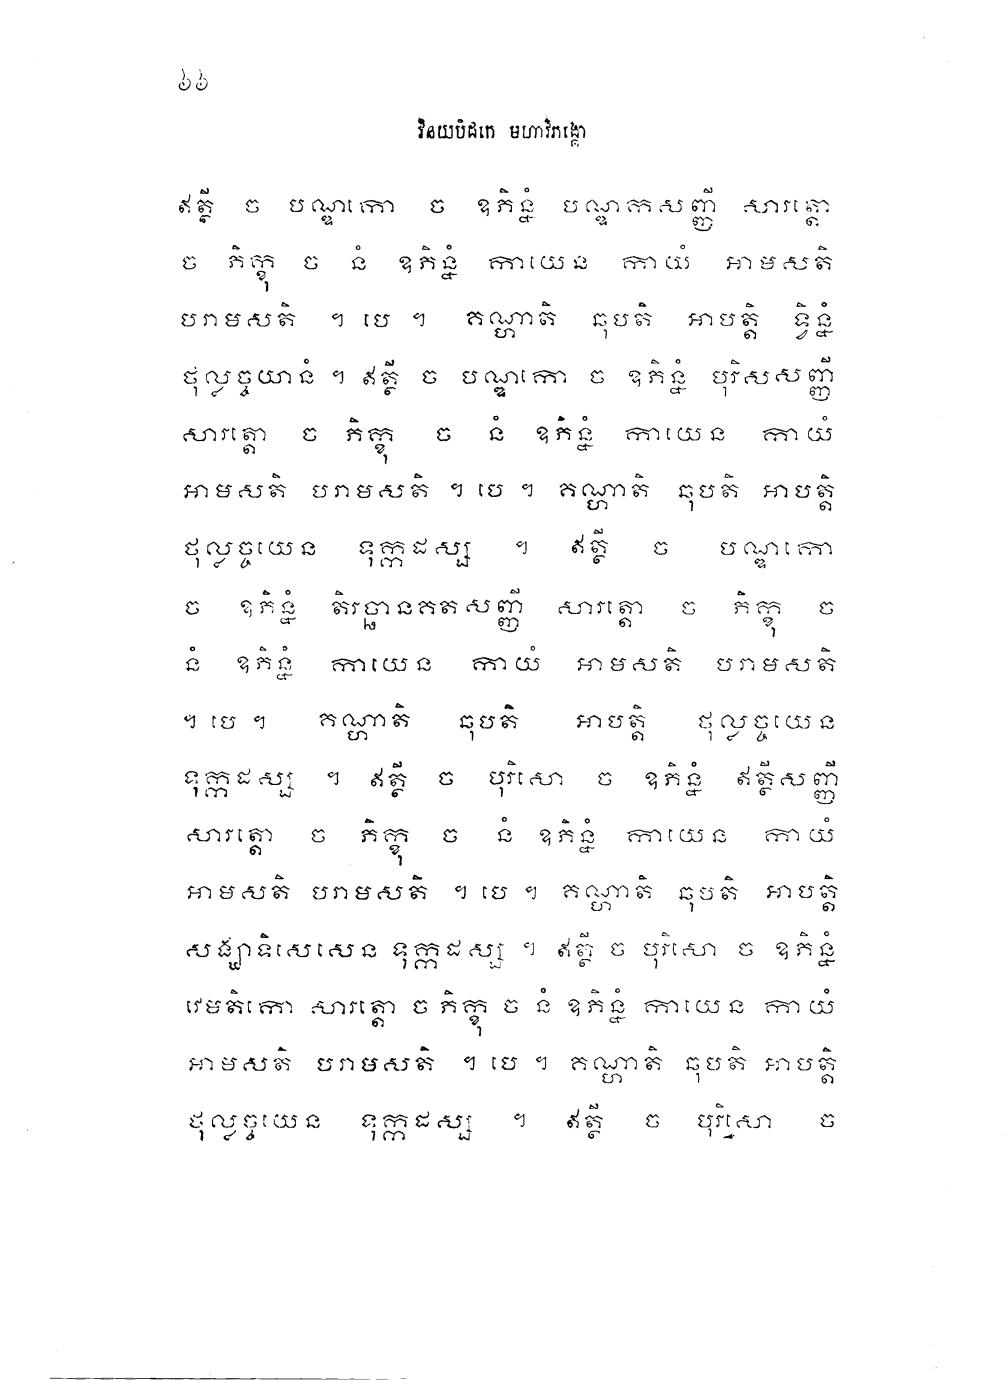 ៦៦
វិនយបិដកេ មហាវិភង្គោ
ឥត្ថី ច បណ្ឌកោ ច ឧភិន្នំ បណ្ឌកសញ្ញី សារត្តោ
ច ភិក្ខុ ច នំ ឧភិន្នំ កាយេន កាយំ អាមសតិ
បរាមសតិ ។ បេ ។ គណ្ហាតិ ឆុបតិ អាបត្តិ ទ្វិន្នំ
ថុល្លច្ចយានំ ។ ឥត្ថី ច បណ្ឌកោ ច ឧភិន្នំ បុរិសសញ្ញី
សារត្តោ ច ភិក្ខុ ច នំ ឧភិន្នំ កាយេន កាយំ
អាមសតិ បរាមសតិ ។ បេ ។ គណ្ហាតិ ឆុបតិ អាបត្តិ
ថុល្លច្ចយេន ទុក្កដស្ស ។ ឥត្ថី ច បណ្ឌកោ
ច ឧភិន្នំ តិរច្ឆានគតសញ្ញី សារត្តោ ច ភិក្ខុ ច
នំ ឧភិន្នំ កាយេន កាយំ អាមសតិ បរាមសតិ
។ បេ ។ គណ្ហាតិ ឆុបតិ អាបត្តិ ថុល្លច្ចយេន
ទុក្កដស្ស ។ ឥត្ថី ច បុរិសោ ច ឧភិន្នំ ឥត្ថីសញ្ញី
សារត្តោ ច ភិក្ខុ ច នំ ឧភិន្នំ កាយេន កាយំ
អាមសតិ បរាមសតិ ។ បេ ។ គណ្ហាតិ ឆុបតិ អាបត្តិ
សង្ឃាទិសេសេន ទុក្កដស្ស ។ ឥត្ថី ច បុរិសោ ច ឧភិន្នំ
វេមតិកោ សារត្តោ ច ភិក្ខុ ច នំ ឧភិន្នំ កាយេន កាយំ
អាមសតិ បរាមសតិ ។ បេ ។ គណ្ហាតិ ឆុបតិ អាបត្តិ
ថុល្លច្ចយេន ទុក្កដស្ស ។ ឥត្ថី ច បុរិសោ ច